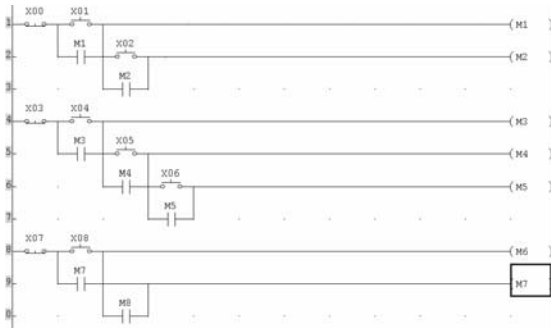 X00 X01
1 ( M1 )
M1 X02
2 ( M2 )
M2
3
X03 X04
4 ( M3 )
M3 X05
5 ( M4 )
M4 X06
6 ( M5 )
M5
7
X07 X08
8 ( M6 )
M7
9 M7
M8
0